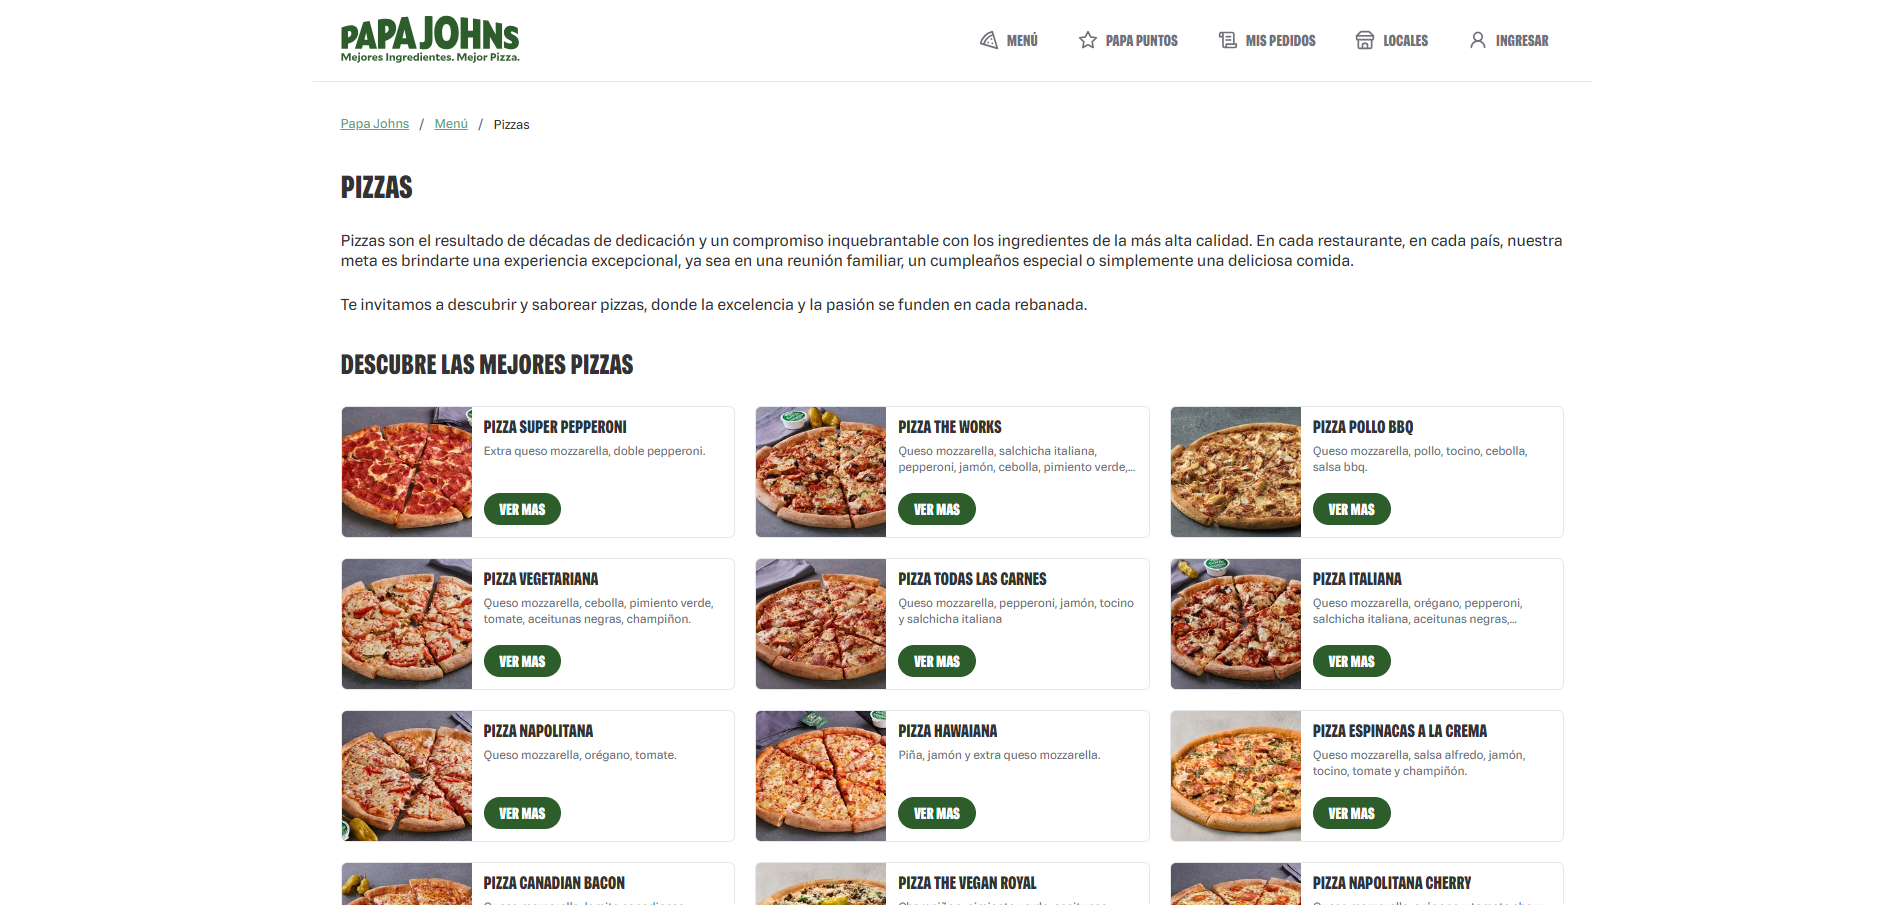 PAPA JOHNS
Mejores Ingredientes. Mejor Pizza.
MENÚ
PAPA PUNTOS
MIS PEDIDOS
LOCALES
INGRESAR
Papa Johns / Menú / Pizzas
PIZZAS
Pizzas son el resultado de décadas de dedicación y un compromiso inquebrantable con los ingredientes de la más alta calidad. En cada restaurante, en cada país, nuestra
meta es brindarte una experiencia excepcional, ya sea en una reunión familiar, un cumpleaños especial o simplemente una deliciosa comida.
Te invitamos a descubrir y saborear pizzas, donde la excelencia y la pasión se funden en cada rebanada.
DESCUBRE LAS MEJORES PIZZAS
PIZZA SUPER PEPPERONI
Extra queso mozzarella, doble pepperoni.
VER MAS
PIZZA THE WORKS
Queso mozzarella, salchicha italiana,
pepperoni, jamón, cebolla, pimiento verde,...
VER MAS
PIZZA POLLO BBQ
Queso mozzarella, pollo, tocino, cebolla,
salsa bbq.
VER MAS
PIZZA VEGETARIANA
Queso mozzarella, cebolla, pimiento verde,
tomate, aceitunas negras, champiñon.
VER MAS
PIZZA TODAS LAS CARNES
Queso mozzarella, pepperoni, jamón, tocino
y salchicha italiana
VER MAS
PIZZA ITALIANA
Queso mozzarella, orégano, pepperoni,
salchicha italiana, aceitunas negras,...
VER MAS
PIZZA NAPOLITANA
Queso mozzarella, orégano, tomate.
VER MAS
PIZZA HAWAIANA
Piña, jamón y extra queso mozzarella.
VER MAS
PIZZA ESPINACAS A LA CREMA
Queso mozzarella, salsa alfredo, jamón,
tocino, tomate y champiñón.
VER MAS
PIZZA CANADIAN BACON
PIZZA THE VEGAN ROYAL
PIZZA NAPOLITANA CHERRY